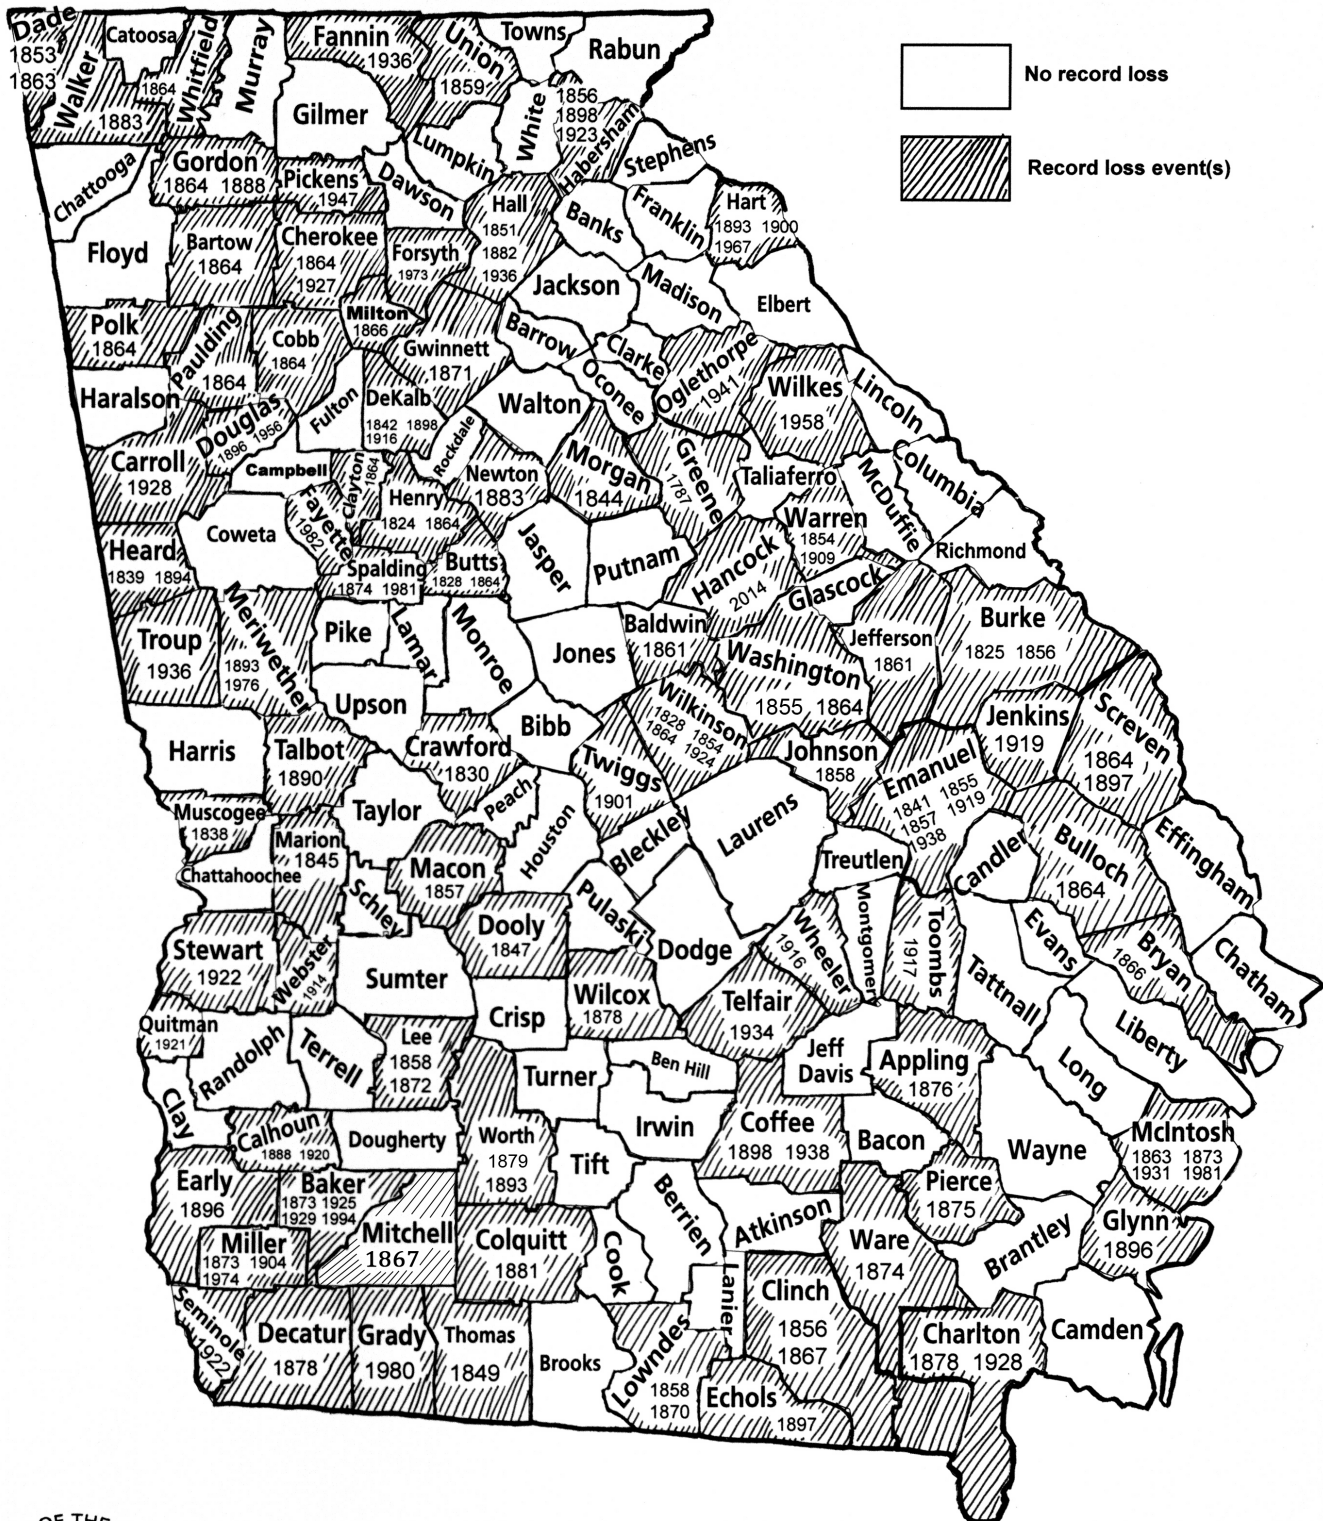 Dade
1853
1863
Walker
1883
Catoosa
Whitfield
1864
Murray
Fannin
1936
Union
1859
Towns
Rabun
No record loss
Record loss event(s)
Gilmer
White
1856
1898
1923
Habersham
Stephens
Lumpkin
Chattooga
Gordon
1864 1888
Pickens
1947
Dawson
Hall
1851
1882
1936
Banks
Franklin
Hart
1893 1900
1967
Floyd
Bartow
1864
Cherokee
1864
1927
Forsyth
1973
Jackson
Madison
Elbert
Polk
1864
Paulding
1864
Cobb
1864
Milton
1866
Gwinnett
1871
Barrow
Clarke
Oconee
Oglethorpe
1941
Wilkes
1958
Lincoln
Haralson
Douglas
1896 1956
Fulton
DeKalb
1842 1898
1916
Rockdale
Walton
Carroll
1928
Campbell
Clayton
1864
Henry
1824 1864
Newton
1883
Morgan
1844
Greene
1787
Taliaferro
McDuffie
Columbia
Coweta
Fayette
1982
Warren
1854
1909
Richmond
Heard
1839 1894
Spalding
1874 1981
Butts
1828 1864
Jasper
Putnam
Hancock
2014
Glascock
Troup
1936
Meriwether
1893
1976
Pike
Lamar
Monroe
Jones
Baldwin
1861
Washington
1855 1864
Jefferson
1861
Burke
1825 1856
Upson
Harris
Talbot
1890
Crawford
1830
Bibb
Twiggs
1901
Wilkinson
1828 1854
1864 1924
Johnson
1858
Emanuel
1841 1855
1857 1919
1938
Jenkins
1919
Screven
1864
1897
Muscogee
1838
Marion
1845
Taylor
Peach
Houston
Bleckley
Laurens
Treutlen
Candler
Bulloch
1864
Effingham
Chattahoochee
Schley
Macon
1857
Pulaski
Stewart
1922
Webster
1914
Sumter
Dooly
1847
Dodge
Wheeler
1916
Montgomery
Toombs
1917
Tattnall
Evans
Bryan
1866
Chatham
Quitman
1921
Randolph
Terrell
Lee
1858
1872
Crisp
Wilcox
1878
Telfair
1934
Jeff
Davis
Appling
1876
Long
Liberty
Clay
Calhoun
1888 1920
Dougherty
Worth
1879
1893
Turner
Ben Hill
Irwin
Tift
Coffee
1898 1938
Bacon
Wayne
McIntosh
1863 1873
1931 1981
Early
1896
Baker
1873 1925
1929 1994
Mitchell
1867
Miller
1873 1904
1974
Colquitt
1881
Cook
Berrien
Atkinson
Ware
1874
Pierce
1875
Brantley
Glynn
1896
Seminole
1922
Decatur
1878
Grady
1980
Thomas
1849
Brooks
Lowndes
1858
1870
Lanier
Clinch
1856
1867
Echols
1897
Charlton
1878 1928
Camden
OF THE